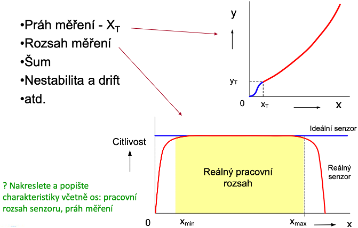 •Práh měření - XT
•Rozsah měření
•Šum
•Nestabilita a drift
•atd.
y
yT
0
xT
x
Ideální senzor
Citlivost
Reálný pracovní
rozsah
Reálný
senzor
? Nakreslete a popište
charakteristiky včetně os: pracovní
rozsah senzoru, práh měření
0
xmin
xmax
x